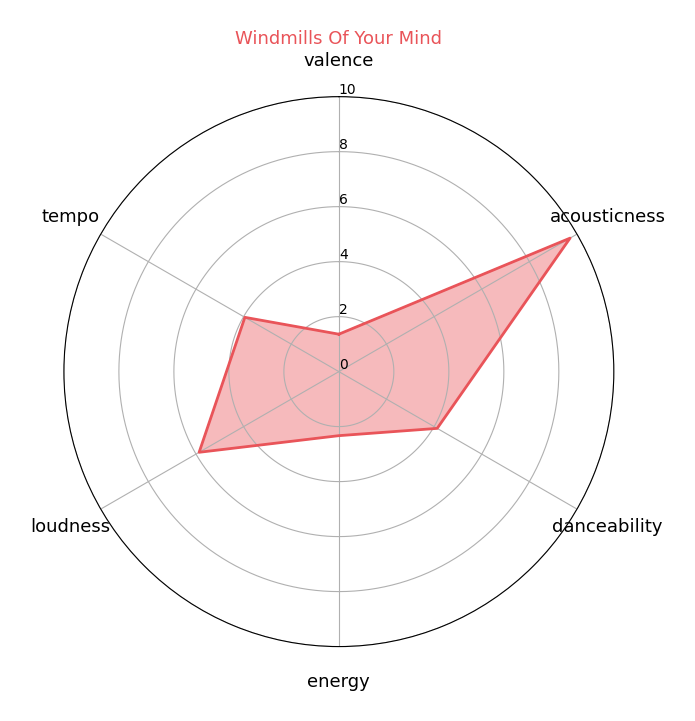 Windmills Of Your Mind
valence
10
8
6
tempo
acousticness
4
2
0
loudness
danceability
energy